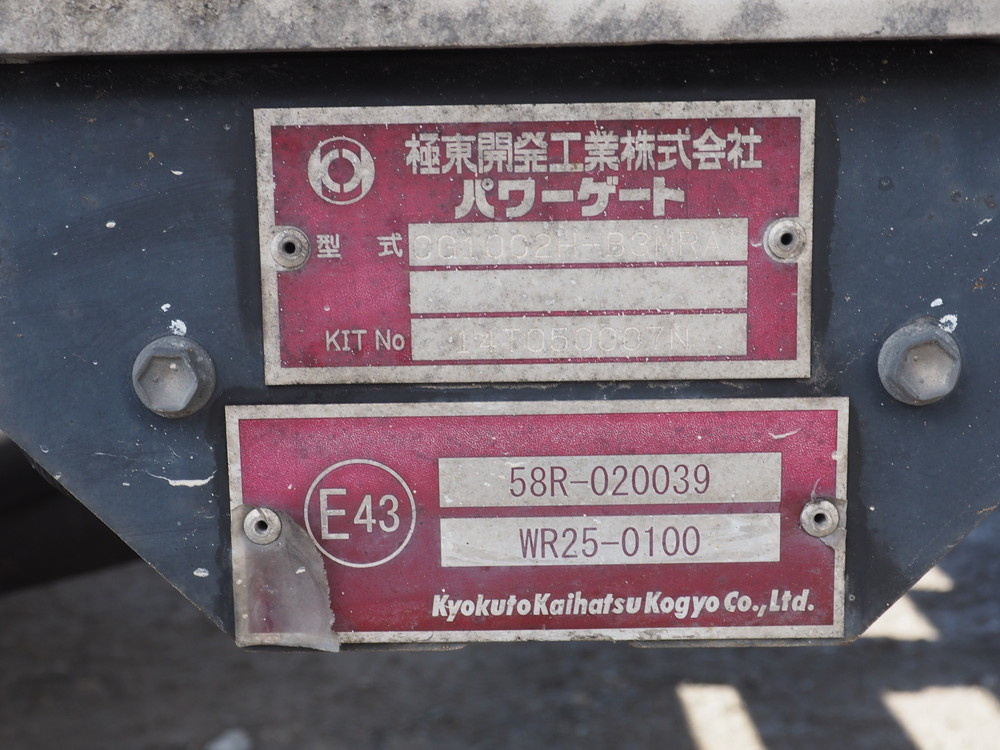 極東開発工業株式会社
パワーゲート
型 式
KIT No
E43
58R-020039
WR25-0100
Kyokuto Kaihatsu Kogyo Co., Ltd.